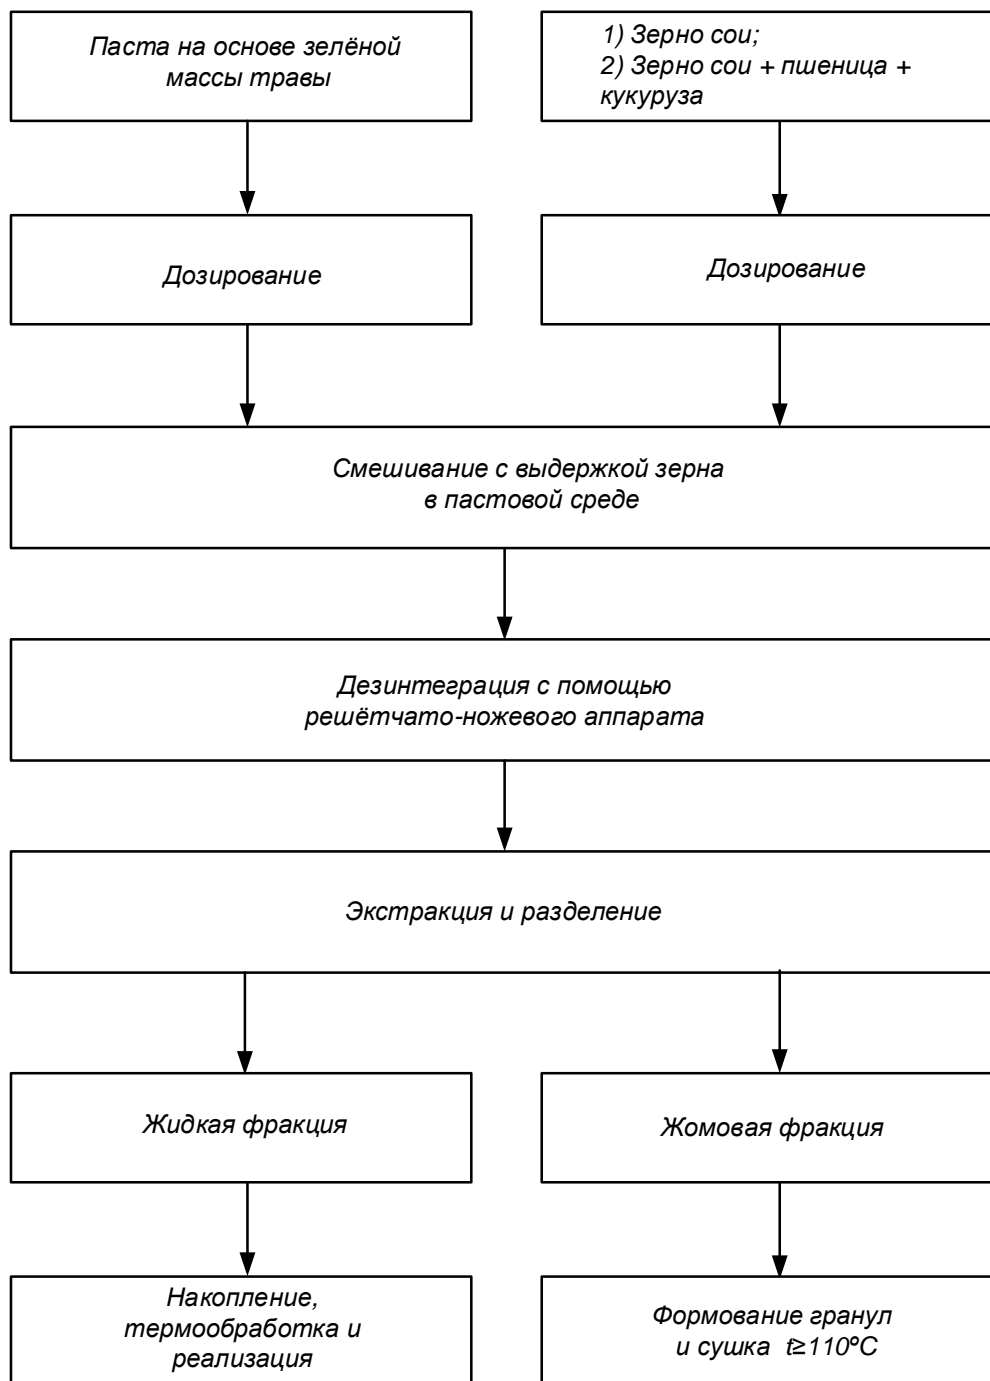 Паста на основе зелёной
массы травы
1) Зерно сои;
2) Зерно сои + пшеница +
кукуруза
Дозирование
Дозирование
Смешивание с выдержкой зерна
в пастовой среде
Дезинтеграция с помощью
решётчато-ножевого аппарата
Экстракция и разделение
Жидкая фракция
Жомовая фракция
Накопление,
термообработка и
реализация
Формование гранул
и сушка t≥110ºС